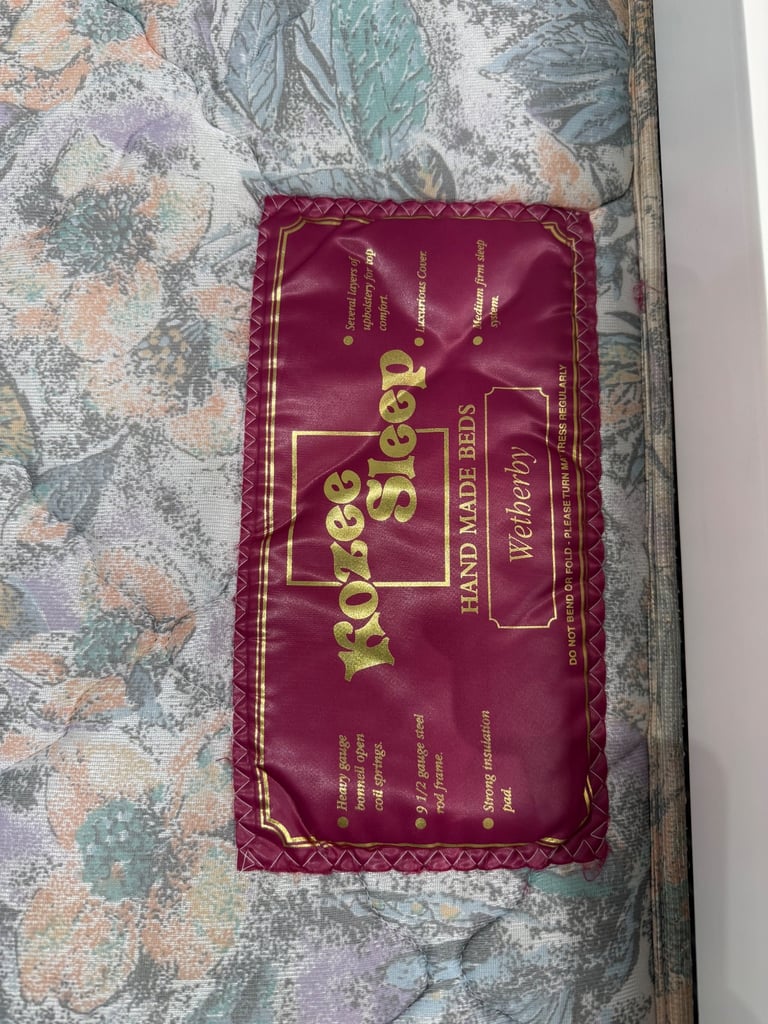 • Heavy gauge
bonnell open
coil springs.
• 9 1/2 gauge steel
rod frame.
• Strong insulation
pad.
Kozee
Sleep
HAND MADE BEDS
Wetherby
• Several layers of
upholstery for top
comfort.
• Luxurious Cover.
• Medium firm sleep
system.
DO NOT BEND OR FOLD - PLEASE TURN MATTRESS REGULARLY